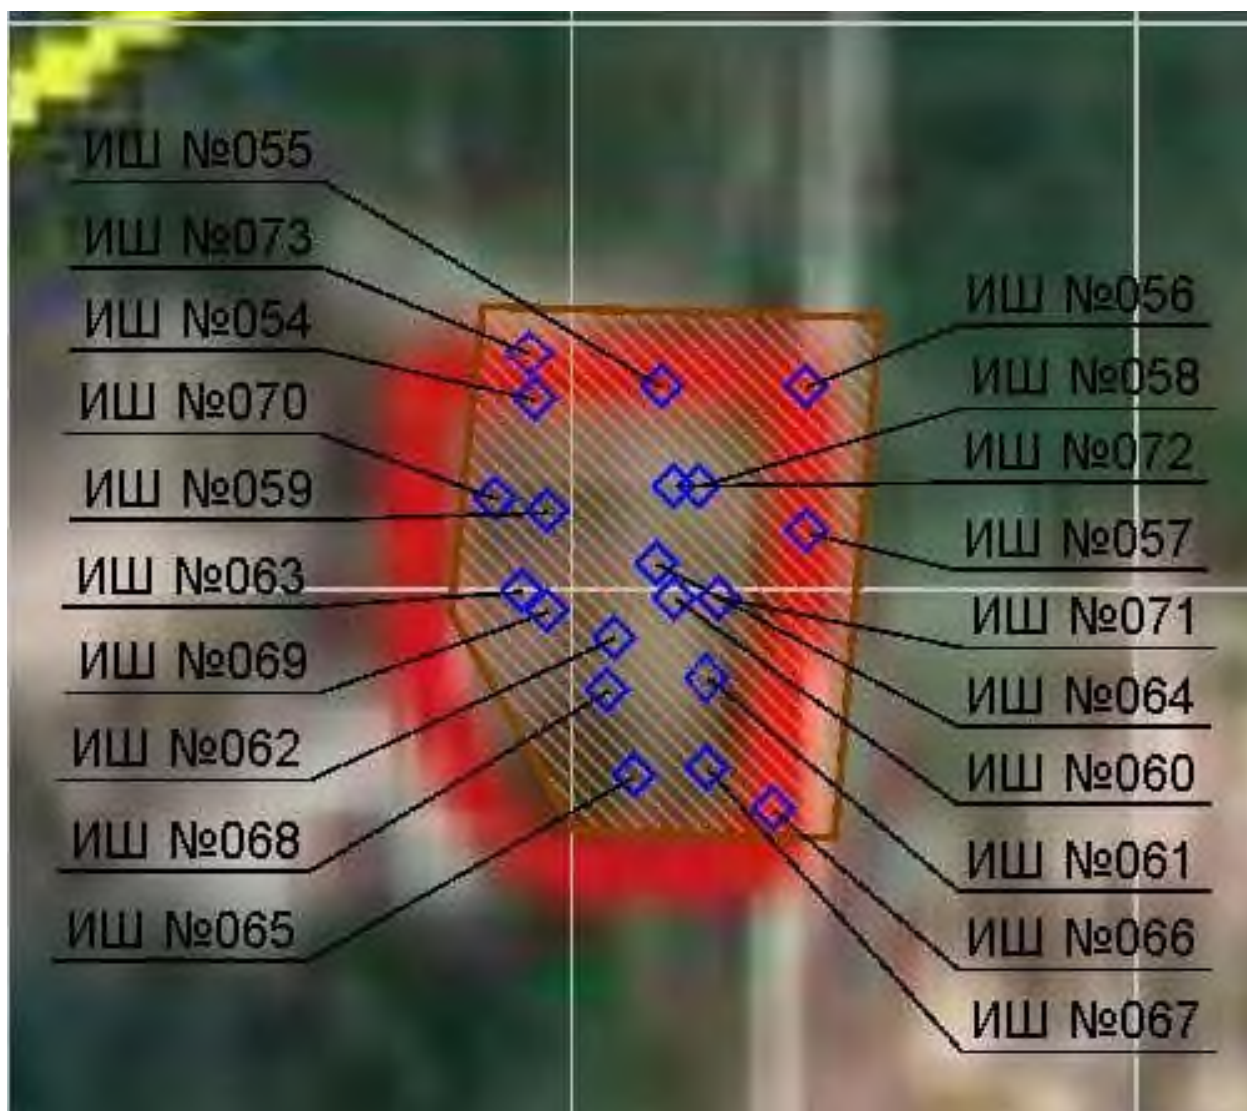 ИШ №055
ИШ №073
ИШ №054
ИШ №070
ИШ №059
ИШ №063
ИШ №069
ИШ №062
ИШ №068
ИШ №065
ИШ №056
ИШ №058
ИШ №072
ИШ №057
ИШ №071
ИШ №064
ИШ №060
ИШ №061
ИШ №066
ИШ №067